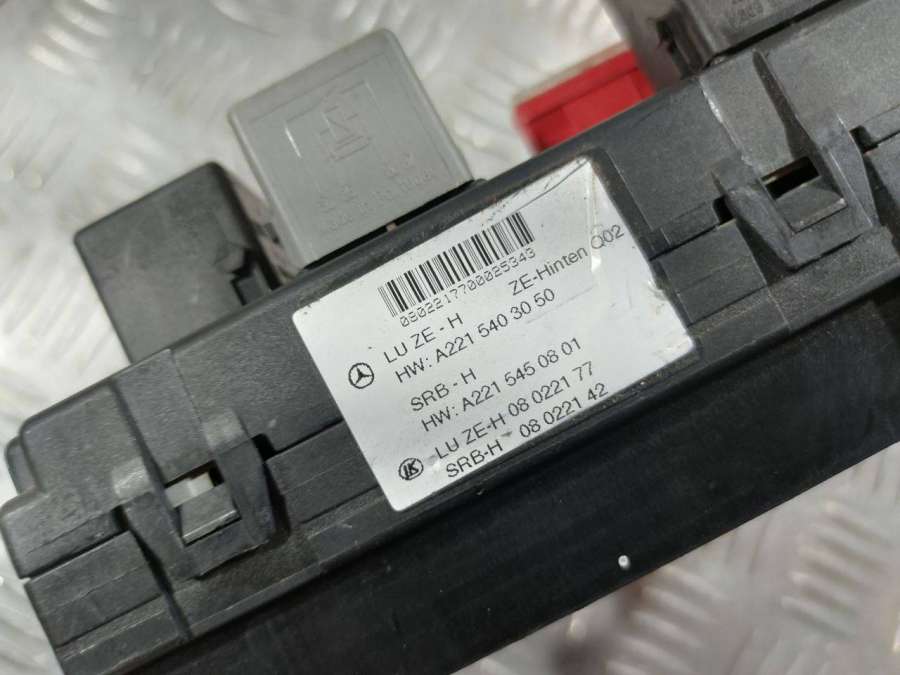 0802217700025343
LU ZE - H ZE-Hinten O02
HW: A221 540 30 50
SRB - H
HW: A221 545 08 01
LU ZE-H 08 0221 77
SRB-H 08 0221 42